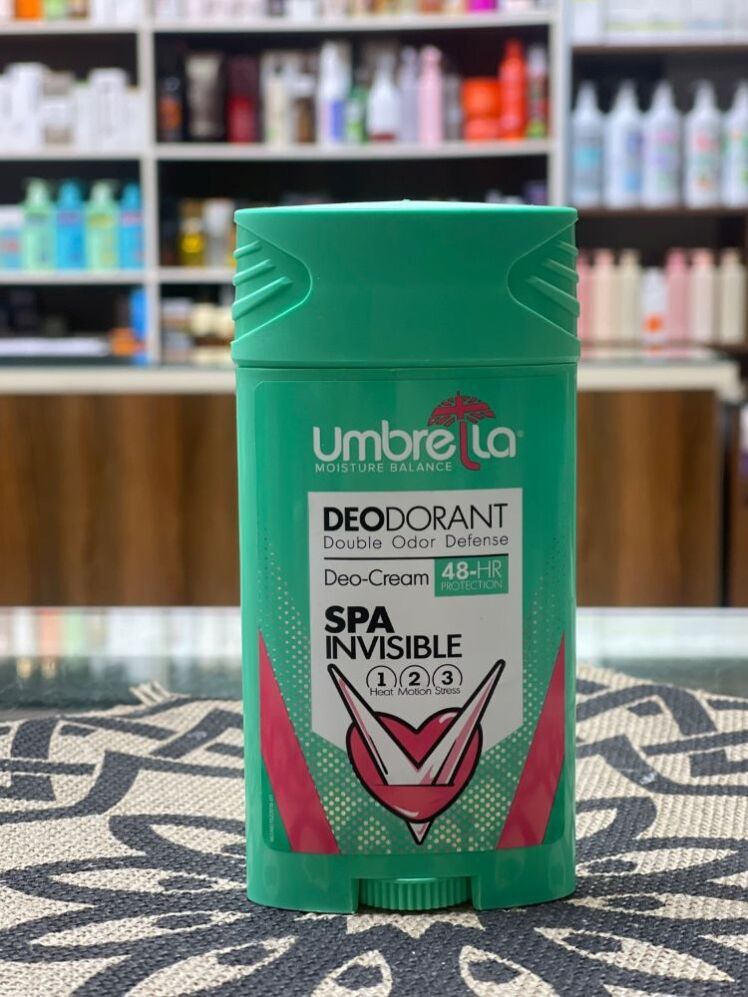 umbrella
MOISTURE BALANCE
DEODORANT
Double Odor Defense
Deo-Cream 48-HR
PROTECTION
SPA
INVISIBLE
1 2 3
Heat Motion Stress